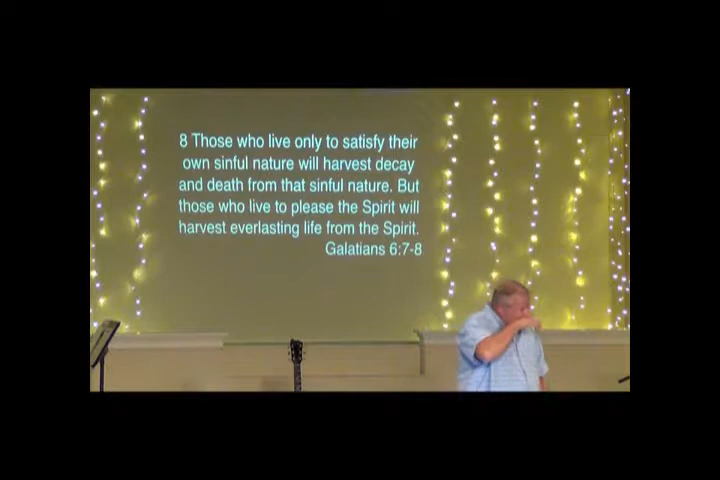 8 Those who live only to satisfy their
own sinful nature will harvest decay
and death from that sinful nature. But
those who live to please the Spirit will
harvest everlasting life from the Spirit.
Galatians 6:7-8